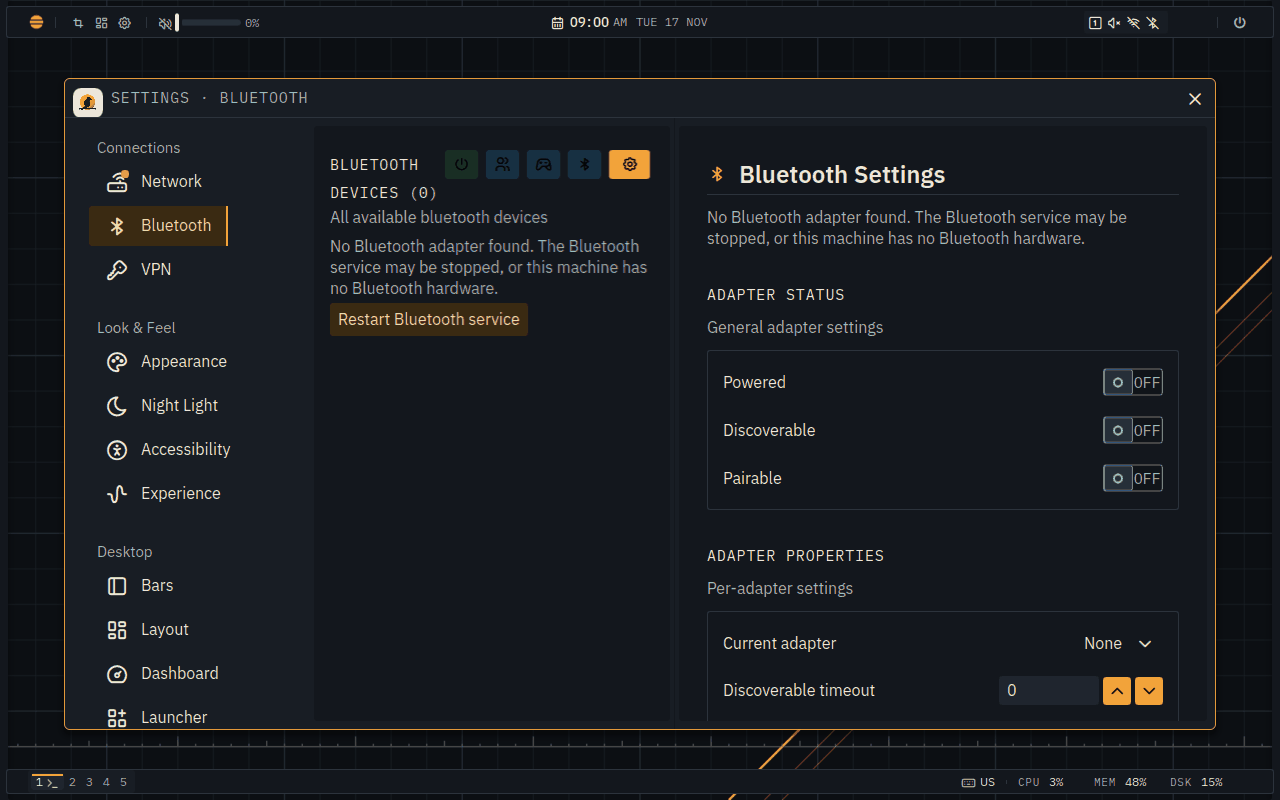 0%
09:00 AM TUE 17 NOV
1
SETTINGS · BLUETOOTH
Connections
Network
Bluetooth
VPN
Look & Feel
Appearance
Night Light
Accessibility
Experience
Desktop
Bars
Layout
Dashboard
Launcher
BLUETOOTH
DEVICES (0)
All available bluetooth devices
No Bluetooth adapter found. The Bluetooth
service may be stopped, or this machine has
no Bluetooth hardware.
Restart Bluetooth service
Bluetooth Settings
No Bluetooth adapter found. The Bluetooth service may be
stopped, or this machine has no Bluetooth hardware.
ADAPTER STATUS
General adapter settings
Powered OFF
Discoverable OFF
Pairable OFF
ADAPTER PROPERTIES
Per-adapter settings
Current adapter None
Discoverable timeout 0
1 2 3 4 5
US CPU 3% MEM 48% DSK 15%